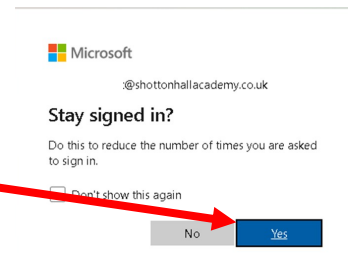 Microsoft
:@shottonhallacademy.co.uk
Stay signed in?
Do this to reduce the number of times you are asked
to sign in.
Don't show this again
No
Yes